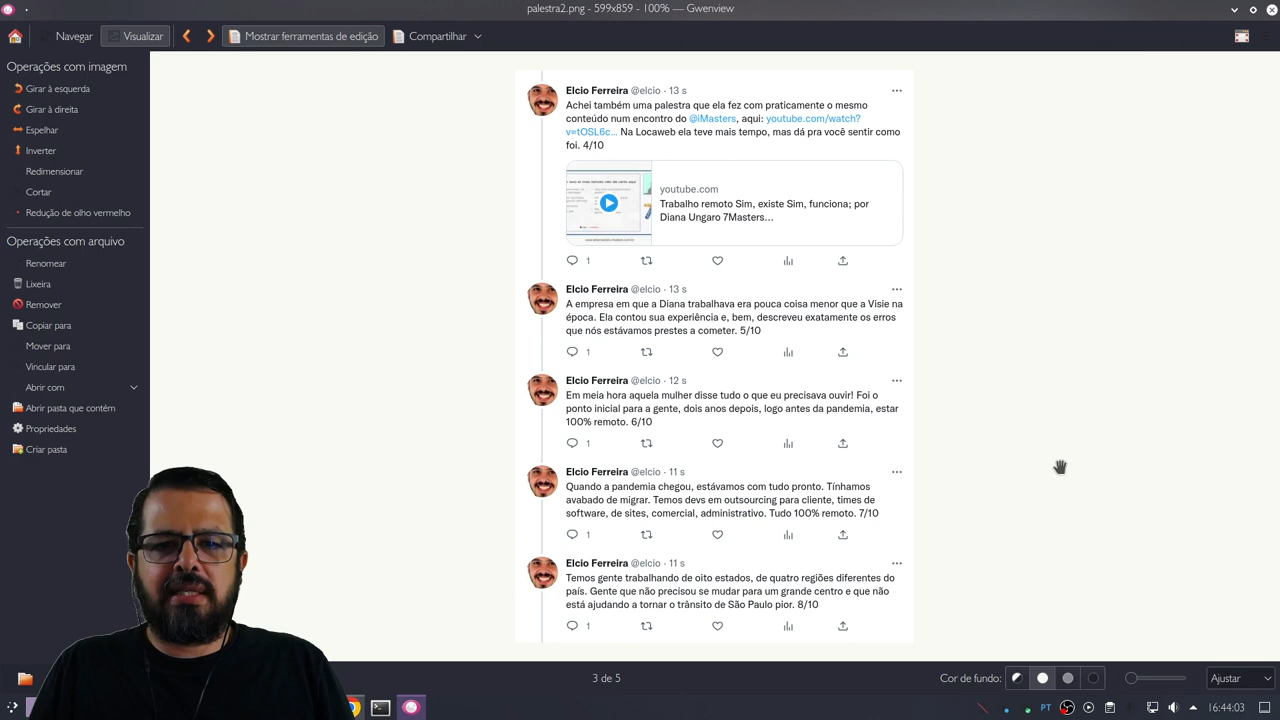 palestra2.png - 599x859 - 100% — Gwenview
Navegar
Visualizar
Mostrar ferramentas de edição
Compartilhar
Operações com imagem
Girar à esquerda
Girar à direita
Espelhar
Inverter
Redimensionar
Cortar
Redução de olho vermelho
Operações com arquivo
Renomear
Lixeira
Remover
Copiar para
Mover para
Vincular para
Abrir com
Abrir pasta que contém
Propriedades
Criar pasta
Elcio Ferreira @elcio · 13 s
Achei também uma palestra que ela fez com praticamente o mesmo
conteúdo num encontro do @iMasters, aqui: youtube.com/watch?
v=tOSL6c... Na Locaweb ela teve mais tempo, mas dá pra você sentir como
foi. 4/10
youtube.com
Trabalho remoto Sim, existe Sim, funciona; por
Diana Ungaro 7Masters...
1
Elcio Ferreira @elcio · 13 s
A empresa em que a Diana trabalhava era pouca coisa menor que a Visie na
época. Ela contou sua experiência e, bem, descreveu exatamente os erros
que nós estávamos prestes a cometer. 5/10
1
Elcio Ferreira @elcio · 12 s
Em meia hora aquela mulher disse tudo o que eu precisava ouvir! Foi o
ponto inicial para a gente, dois anos depois, logo antes da pandemia, estar
100% remoto. 6/10
1
Elcio Ferreira @elcio · 11 s
Quando a pandemia chegou, estávamos com tudo pronto. Tínhamos
avabado de migrar. Temos devs em outsourcing para cliente, times de
software, de sites, comercial, administrativo. Tudo 100% remoto. 7/10
1
Elcio Ferreira @elcio · 11 s
Temos gente trabalhando de oito estados, de quatro regiões diferentes do
país. Gente que não precisou se mudar para um grande centro e que não
está ajudando a tornar o trânsito de São Paulo pior. 8/10
1
3 de 5
Cor de fundo:
Ajustar
PT
16:44:03